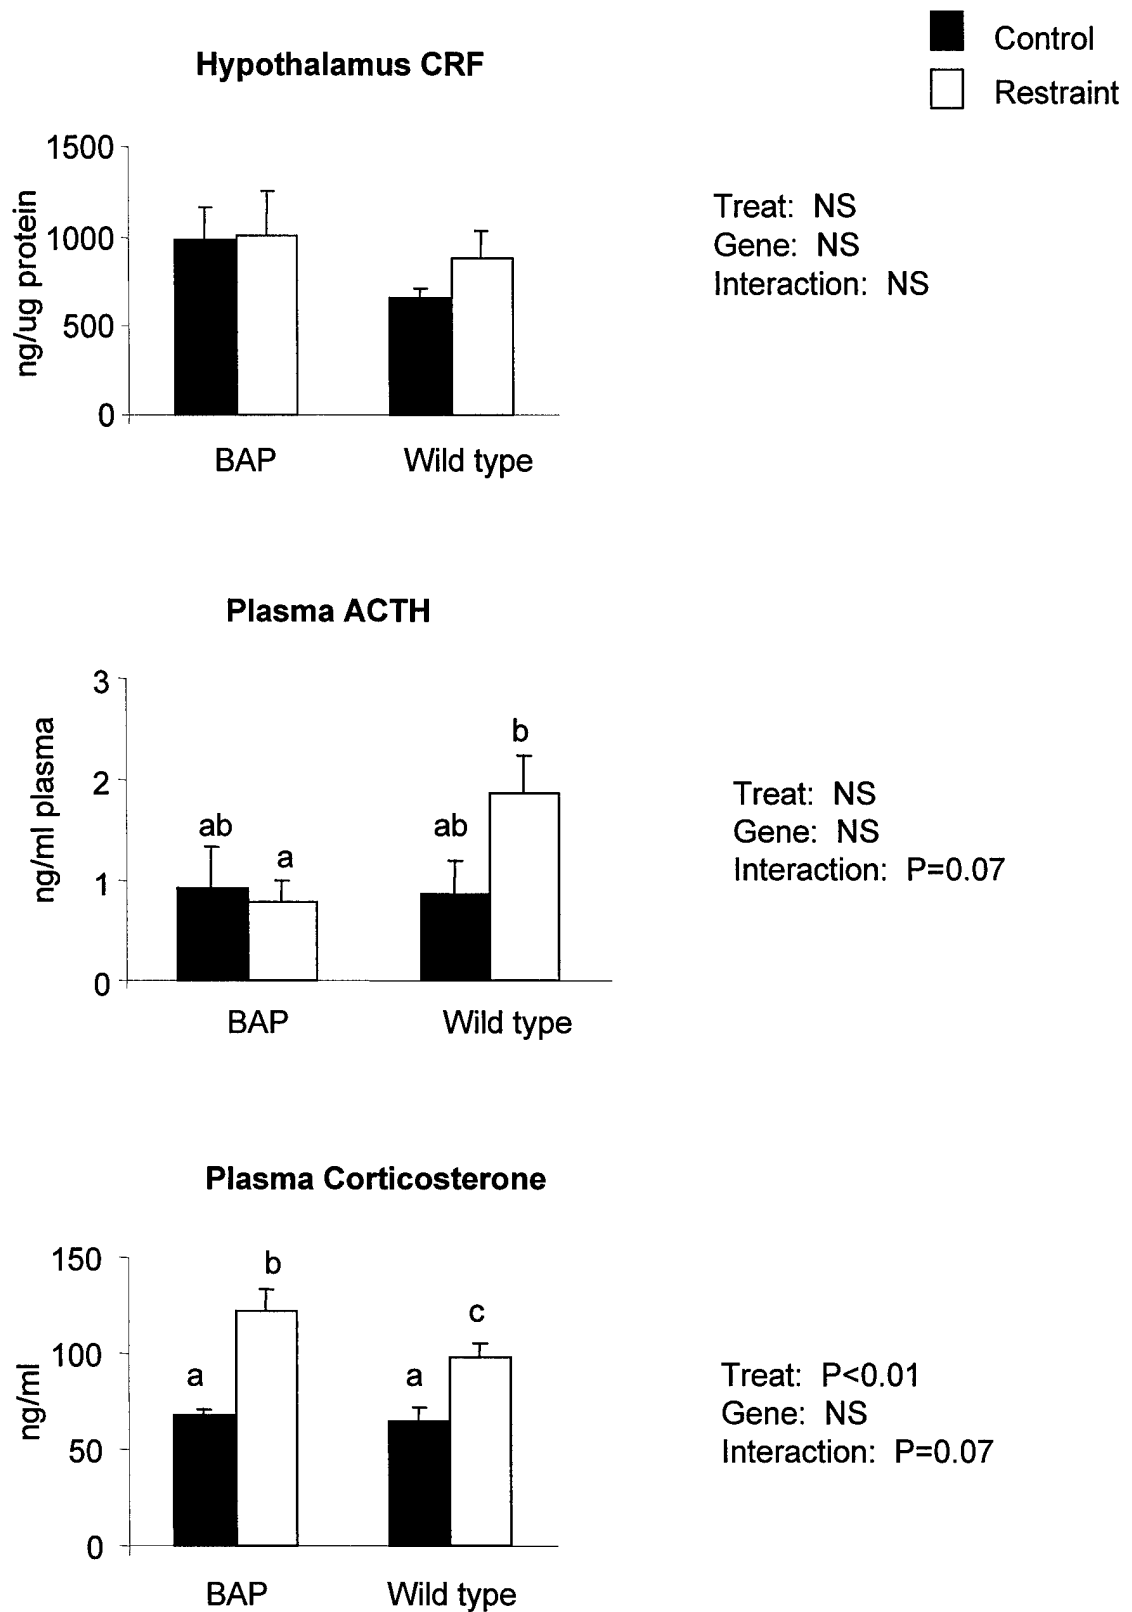 Control
Restraint
Hypothalamus CRF
1500
1000
500
0
ng/ug protein
BAP
Wild type
Treat: NS
Gene: NS
Interaction: NS
Plasma ACTH
3
2
1
0
ng/ml plasma
ab
a
ab
b
BAP
Wild type
Treat: NS
Gene: NS
Interaction: P=0.07
Plasma Corticosterone
150
100
50
0
ng/ml
a
b
a
c
BAP
Wild type
Treat: P<0.01
Gene: NS
Interaction: P=0.07